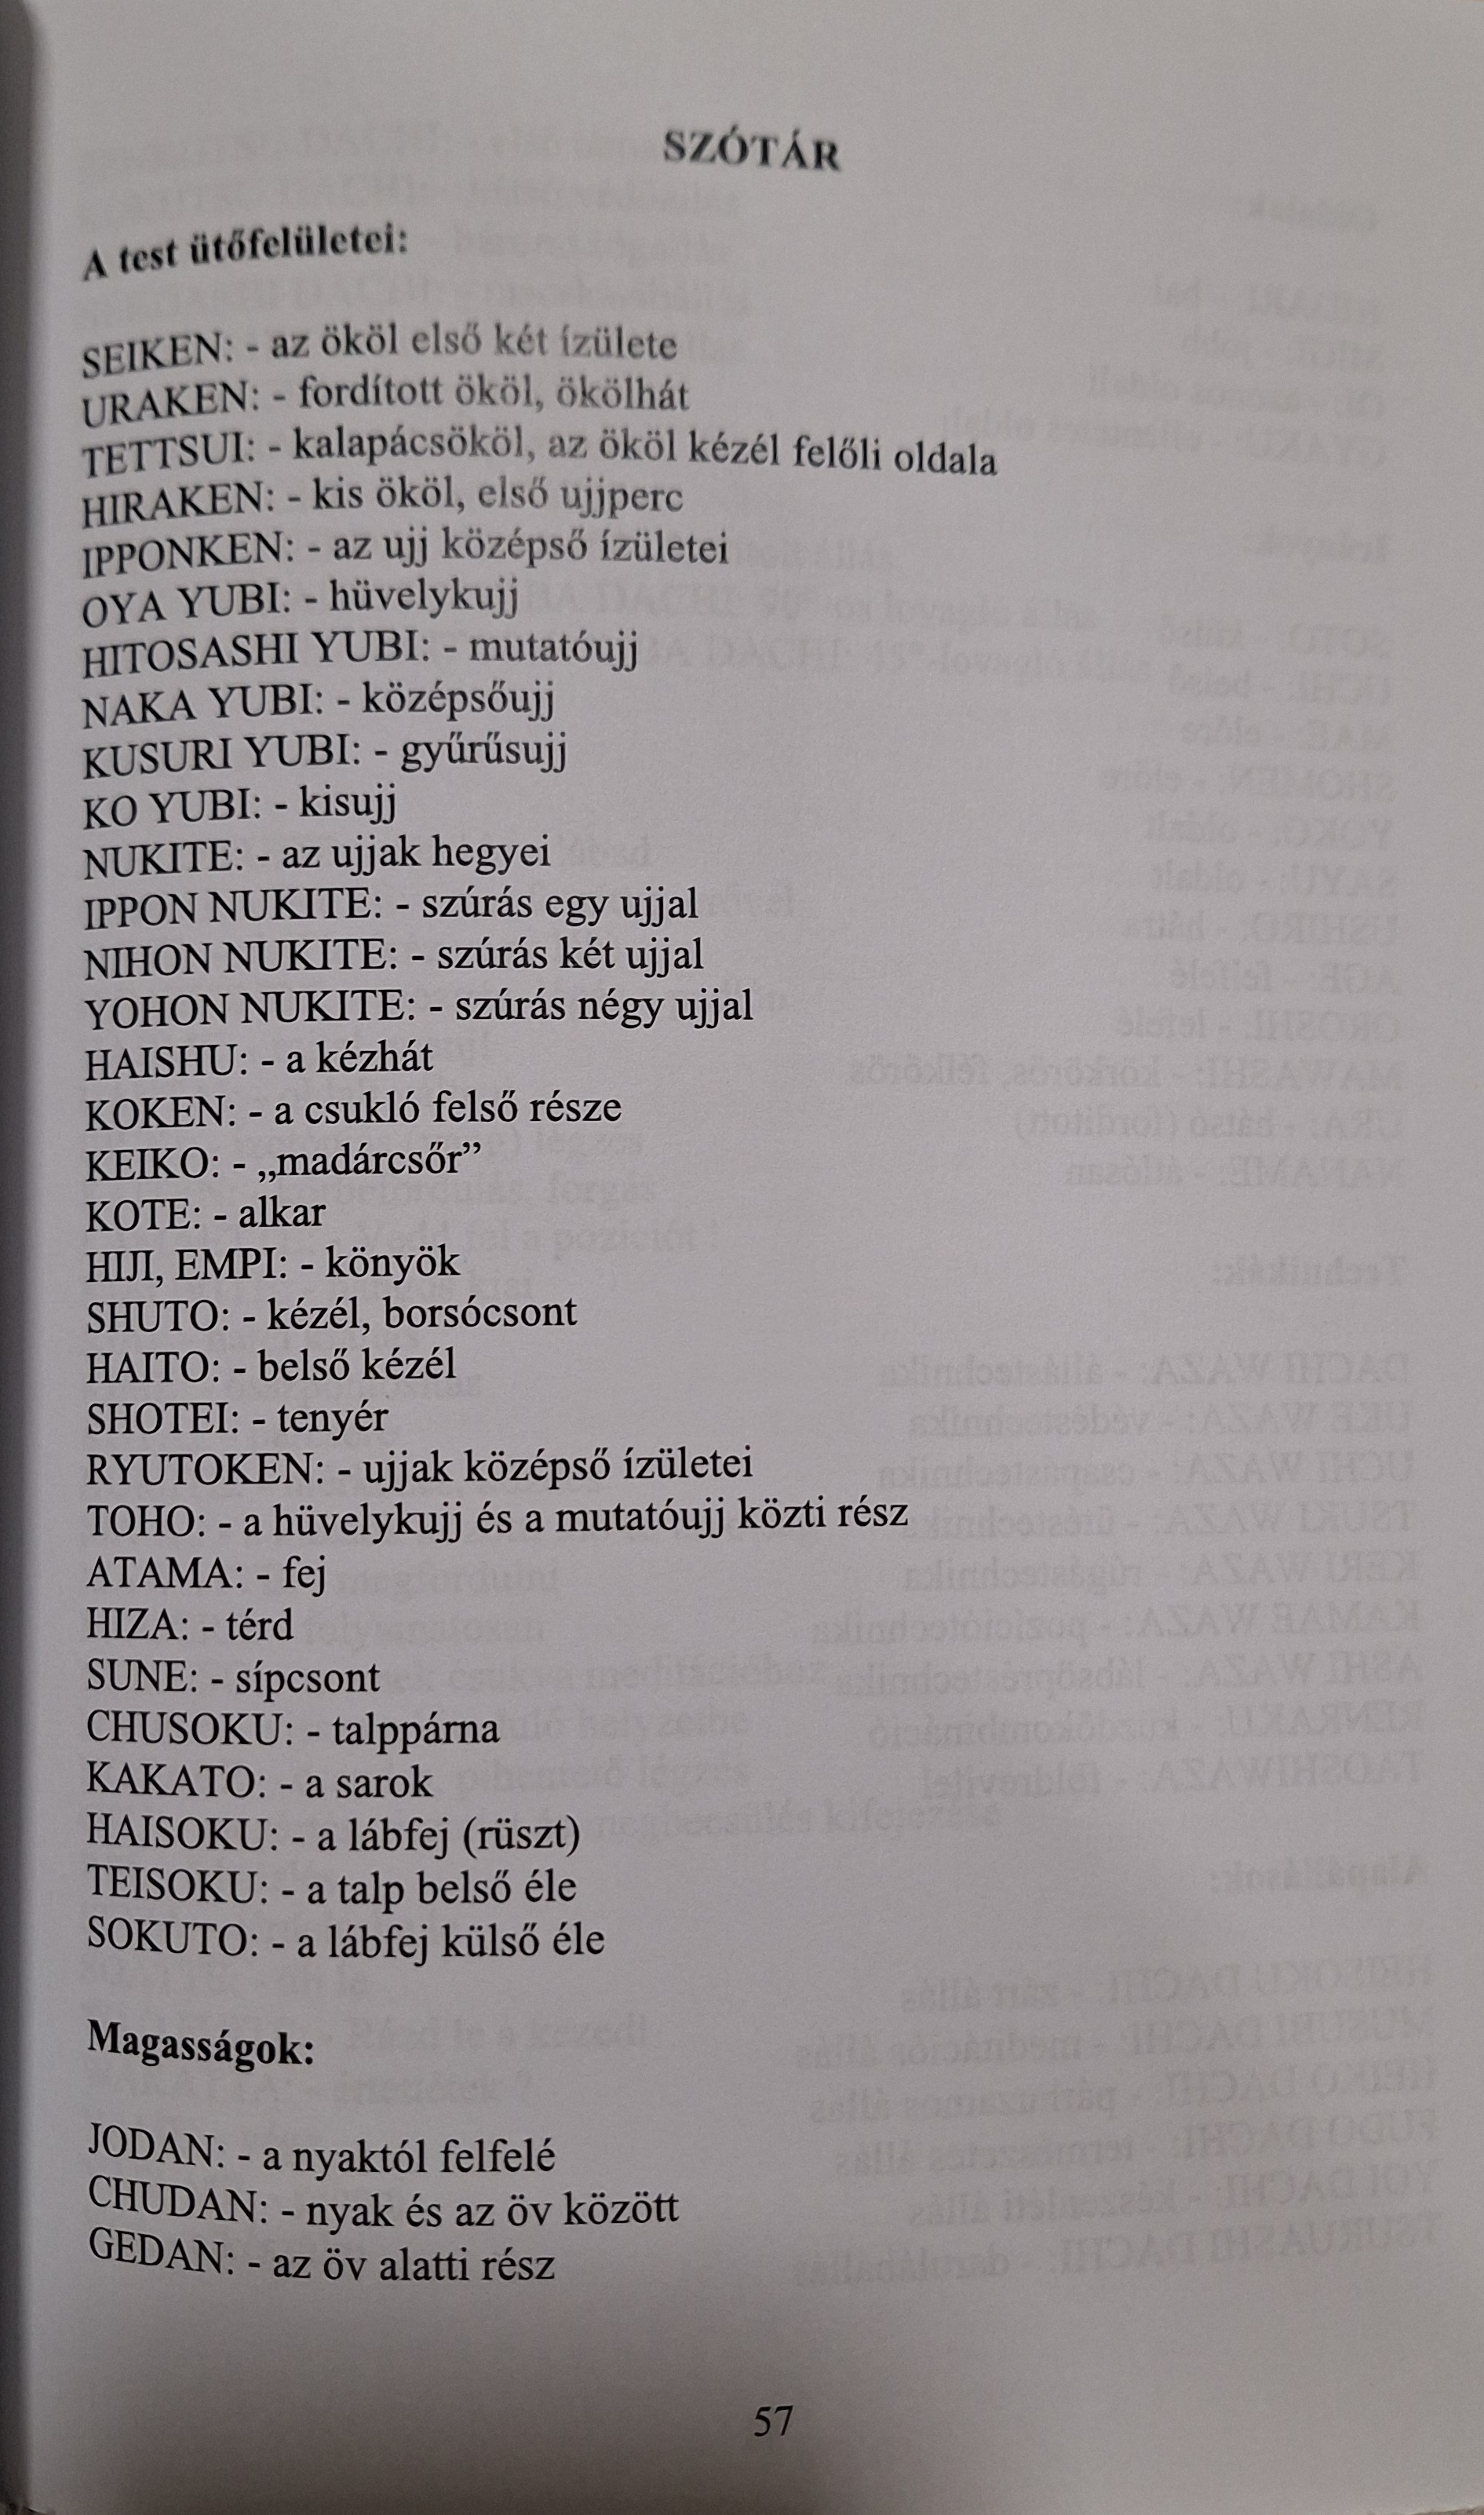 SZÓTÁR
A test ütőfelületei:
SEIKEN: - az ököl első két ízülete
URAKEN: - fordított ököl, ökölhát
TETTSUI: - kalapácsököl, az ököl kézél felőli oldala
HIRAKEN: - kis ököl, első ujjperc
IPPONKEN: - az ujj középső ízületei
OYA YUBI: - hüvelykujj
HITOSASHI YUBI: - mutatóujj
NAKA YUBI: - középsőujj
KUSURI YUBI: - gyűrűsujj
KO YUBI: - kisujj
NUKITE: - az ujjak hegyei
IPPON NUKITE: - szúrás egy ujjal
NIHON NUKITE: - szúrás két ujjal
YOHON NUKITE: - szúrás négy ujjal
HAISHU: - a kézhát
KOKEN: - a csukló felső része
KEIKO: - „madárcsőr”
KOTE: - alkar
HIJI, EMPI: - könyök
SHUTO: - kézél, borsócsont
HAITO: - belső kézél
SHOTEI: - tenyér
RYUTOKEN: - ujjak középső ízületei
TOHO: - a hüvelykujj és a mutatóujj közti rész
ATAMA: - fej
HIZA: - térd
SUNE: - sípcsont
CHUSOKU: - talppárna
KAKATO: - a sarok
HAISOKU: - a lábfej (rüszt)
TEISOKU: - a talp belső éle
SOKUTO: - a lábfej külső éle
Magasságok:
JODAN: - a nyaktól felfelé
CHUDAN: - nyak és az öv között
GEDAN: - az öv alatti rész
57